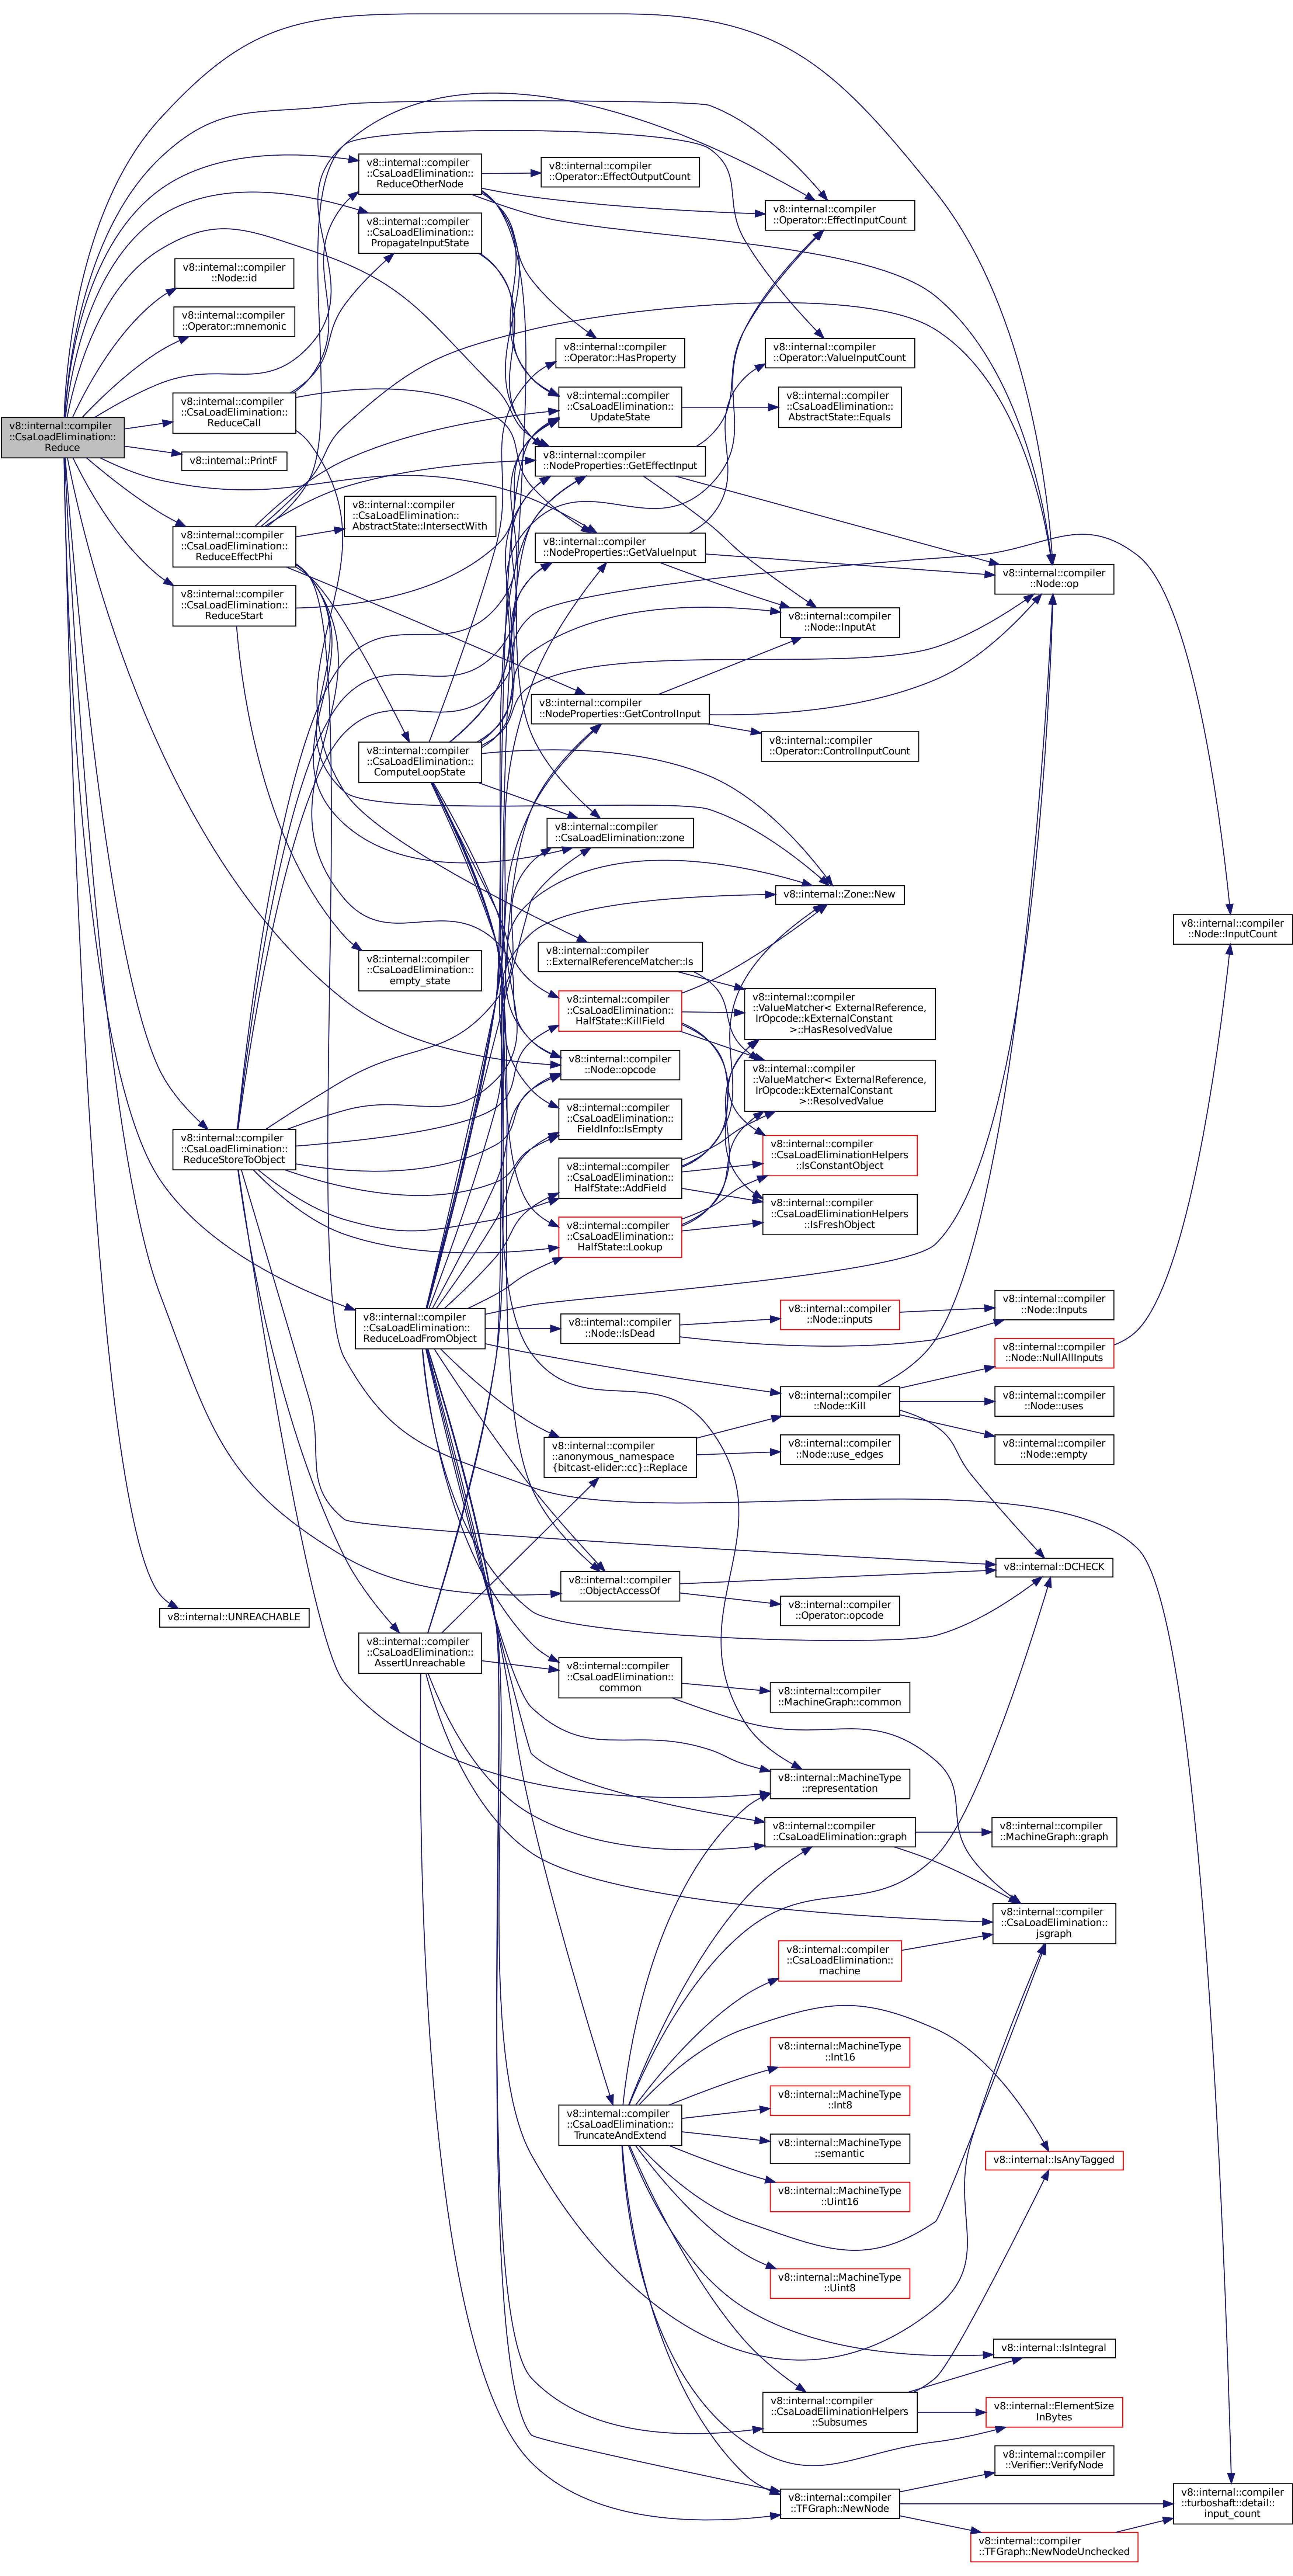 v8::internal::compiler
::CsaLoadElimination::
Reduce
v8::internal::compiler
::Node::id
v8::internal::compiler
::Operator::mnemonic
v8::internal::compiler
::CsaLoadElimination::
ReduceCall
v8::internal::PrintF
v8::internal::compiler
::CsaLoadElimination::
ReduceEffectPhi
v8::internal::compiler
::CsaLoadElimination::
ReduceStart
v8::internal::compiler
::CsaLoadElimination::
ReduceStoreToObject
v8::internal::UNREACHABLE
v8::internal::compiler
::CsaLoadElimination::
ReduceOtherNode
v8::internal::compiler
::CsaLoadElimination::
PropagateInputState
v8::internal::compiler
::CsaLoadElimination::
AbstractState::IntersectWith
v8::internal::compiler
::CsaLoadElimination::
ComputeLoopState
v8::internal::compiler
::CsaLoadElimination::
empty_state
v8::internal::compiler
::CsaLoadElimination::
ReduceLoadFromObject
v8::internal::compiler
::CsaLoadElimination::
AssertUnreachable
v8::internal::compiler
::Operator::EffectOutputCount
v8::internal::compiler
::Operator::HasProperty
v8::internal::compiler
::CsaLoadElimination::
UpdateState
v8::internal::compiler
::NodeProperties::GetEffectInput
v8::internal::compiler
::NodeProperties::GetValueInput
v8::internal::compiler
::NodeProperties::GetControlInput
v8::internal::compiler
::CsaLoadElimination::zone
v8::internal::compiler
::ExternalReferenceMatcher::Is
v8::internal::compiler
::CsaLoadElimination::
HalfState::KillField
v8::internal::compiler
::Node::opcode
v8::internal::compiler
::CsaLoadElimination::
FieldInfo::IsEmpty
v8::internal::compiler
::CsaLoadElimination::
HalfState::AddField
v8::internal::compiler
::CsaLoadElimination::
HalfState::Lookup
v8::internal::compiler
::Node::IsDead
v8::internal::compiler
::anonymous_namespace
{bitcast-elider::cc}::Replace
v8::internal::compiler
::ObjectAccessOf
v8::internal::compiler
::CsaLoadElimination::
common
v8::internal::compiler
::CsaLoadElimination::
TruncateAndExtend
v8::internal::compiler
::Operator::EffectInputCount
v8::internal::compiler
::Operator::ValueInputCount
v8::internal::compiler
::CsaLoadElimination::
AbstractState::Equals
v8::internal::compiler
::Node::InputAt
v8::internal::compiler
::Operator::ControlInputCount
v8::internal::Zone::New
v8::internal::compiler
::ValueMatcher< ExternalReference,
IrOpcode::kExternalConstant
>::HasResolvedValue
v8::internal::compiler
::ValueMatcher< ExternalReference,
IrOpcode::kExternalConstant
>::ResolvedValue
v8::internal::compiler
::CsaLoadEliminationHelpers
::IsConstantObject
v8::internal::compiler
::CsaLoadEliminationHelpers
::IsFreshObject
v8::internal::compiler
::Node::inputs
v8::internal::compiler
::Node::Kill
v8::internal::compiler
::Node::use_edges
v8::internal::compiler
::Operator::opcode
v8::internal::compiler
::MachineGraph::common
v8::internal::MachineType
::representation
v8::internal::compiler
::CsaLoadElimination::graph
v8::internal::compiler
::CsaLoadElimination::
machine
v8::internal::MachineType
::Int16
v8::internal::MachineType
::Int8
v8::internal::MachineType
::semantic
v8::internal::MachineType
::Uint16
v8::internal::MachineType
::Uint8
v8::internal::compiler
::CsaLoadEliminationHelpers
::Subsumes
v8::internal::compiler
::TFGraph::NewNode
v8::internal::compiler
::Node::op
v8::internal::compiler
::Node::Inputs
v8::internal::compiler
::Node::NullAllInputs
v8::internal::compiler
::Node::uses
v8::internal::compiler
::Node::empty
v8::internal::DCHECK
v8::internal::compiler
::MachineGraph::graph
v8::internal::compiler
::CsaLoadElimination::
jsgraph
v8::internal::IsAnyTagged
v8::internal::IsIntegral
v8::internal::ElementSize
InBytes
v8::internal::compiler
::Verifier::VerifyNode
v8::internal::compiler
::TFGraph::NewNodeUnchecked
v8::internal::compiler
::Node::InputCount
v8::internal::compiler
::turboshaft::detail::
input_count